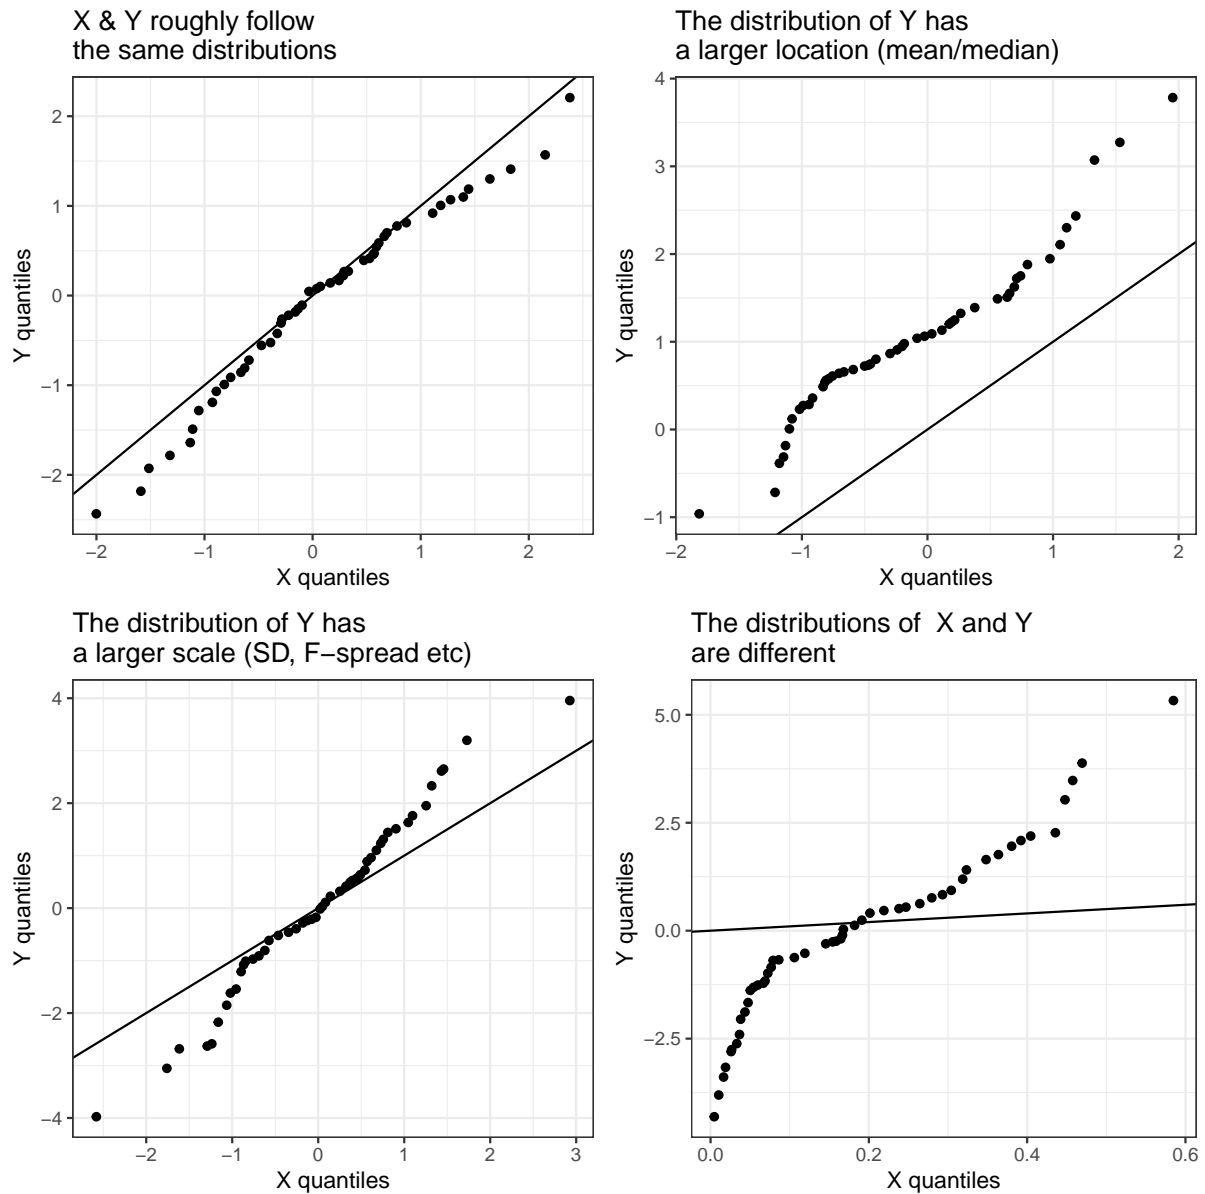 X & Y roughly follow
the same distributions
2
1
0
−1
−2
−2
−1
0
1
2
Y quantiles
X quantiles
The distribution of Y has
a larger location (mean/median)
4
3
2
1
0
−1
−2
−1
0
1
2
Y quantiles
X quantiles
The distribution of Y has
a larger scale (SD, F−spread etc)
4
2
0
−2
−4
−2
−1
0
1
2
3
Y quantiles
X quantiles
The distributions of  X and Y
are different
5.0
2.5
0.0
−2.5
0.0
0.2
0.4
0.6
Y quantiles
X quantiles